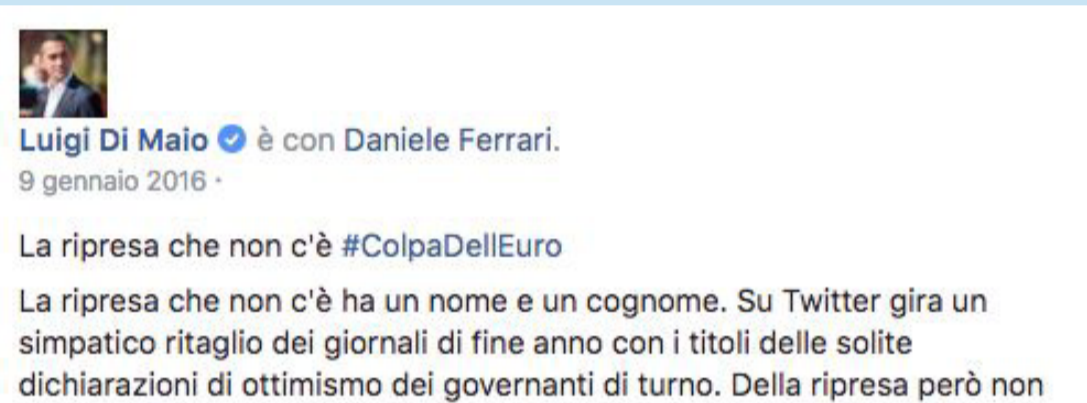 Luigi Di Maio è con Daniele Ferrari.
9 gennaio 2016 ·
La ripresa che non c'è #ColpaDellEuro
La ripresa che non c'è ha un nome e un cognome. Su Twitter gira un
simpatico ritaglio dei giornali di fine anno con i titoli delle solite
dichiarazioni di ottimismo dei governanti di turno. Della ripresa però non